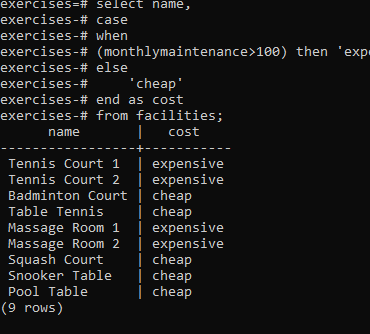 exercises=# select name,
exercises-# case
exercises-# when
exercises-# (monthlymaintenance>100) then 'exp
exercises-# else
exercises-#     'cheap'
exercises-# end as cost
exercises-# from facilities;
      name       |   cost
-----------------+-----------
 Tennis Court 1  | expensive
 Tennis Court 2  | expensive
 Badminton Court | cheap
 Table Tennis    | cheap
 Massage Room 1  | expensive
 Massage Room 2  | expensive
 Squash Court    | cheap
 Snooker Table   | cheap
 Pool Table      | cheap
(9 rows)